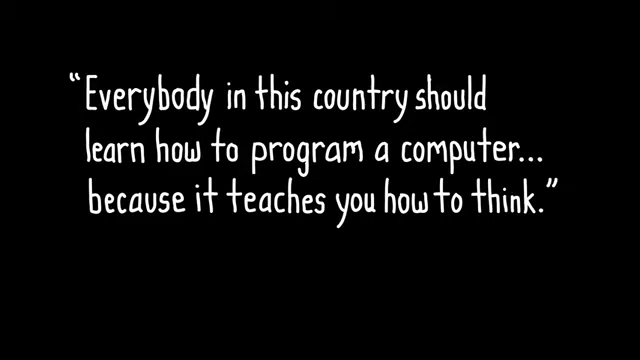 “Everybody in this country should
learn how to program a computer...
because it teaches you how to think.”